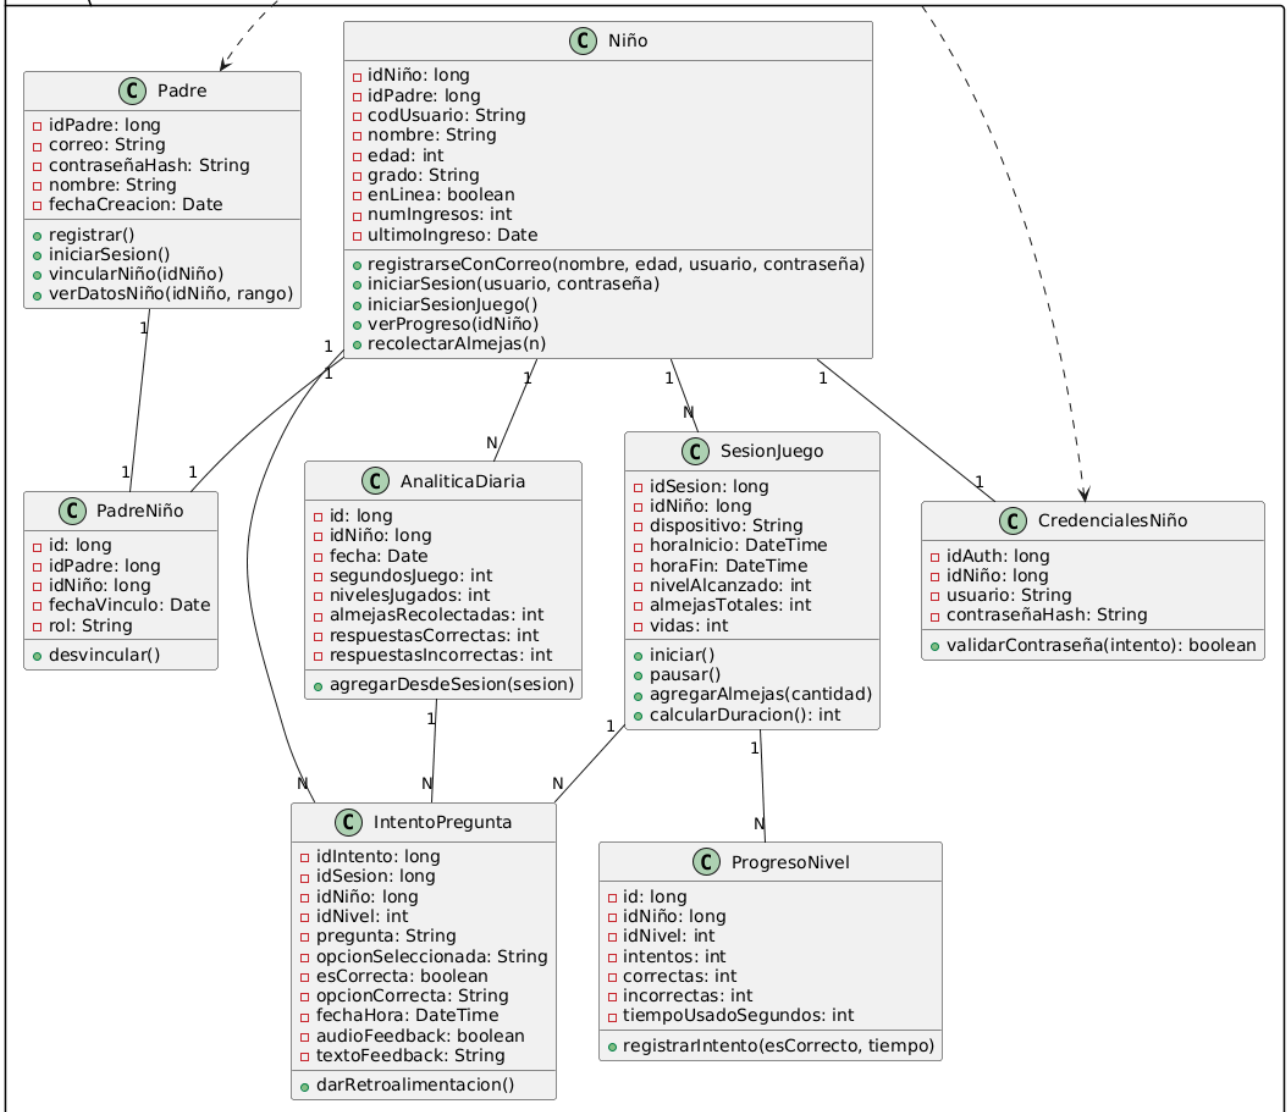 C Niño
idNiño: long
idPadre: long
codUsuario: String
nombre: String
edad: int
grado: String
enLinea: boolean
numIngresos: int
ultimoIngreso: Date
registrarseConCorreo(nombre, edad, usuario, contraseña)
iniciarSesion(usuario, contraseña)
iniciarSesionJuego()
verProgreso(idNiño)
recolectarAlmejas(n)
C Padre
idPadre: long
correo: String
contraseñaHash: String
nombre: String
fechaCreacion: Date
registrar()
iniciarSesion()
vincularNiño(idNiño)
verDatosNiño(idNiño, rango)
1
1
1
1
1
1
1
1
N
N
1
C PadreNiño
id: long
idPadre: long
idNiño: long
fechaVinculo: Date
rol: String
desvincular()
C AnaliticaDiaria
id: long
idNiño: long
fecha: Date
segundosJuego: int
nivelesJugados: int
almejasRecolectadas: int
respuestasCorrectas: int
respuestasIncorrectas: int
agregarDesdeSesion(sesion)
C SesionJuego
idSesion: long
idNiño: long
dispositivo: String
horaInicio: DateTime
horaFin: DateTime
nivelAlcanzado: int
almejasTotales: int
vidas: int
iniciar()
pausar()
agregarAlmejas(cantidad)
calcularDuracion(): int
C CredencialesNiño
idAuth: long
idNiño: long
usuario: String
contraseñaHash: String
validarContraseña(intento): boolean
1
1
1
N
N
N
N
C IntentoPregunta
idIntento: long
idSesion: long
idNiño: long
idNivel: int
pregunta: String
opcionSeleccionada: String
esCorrecta: boolean
opcionCorrecta: String
fechaHora: DateTime
audioFeedback: boolean
textoFeedback: String
darRetroalimentacion()
C ProgresoNivel
id: long
idNiño: long
idNivel: int
intentos: int
correctas: int
incorrectas: int
tiempoUsadoSegundos: int
registrarIntento(esCorrecto, tiempo)